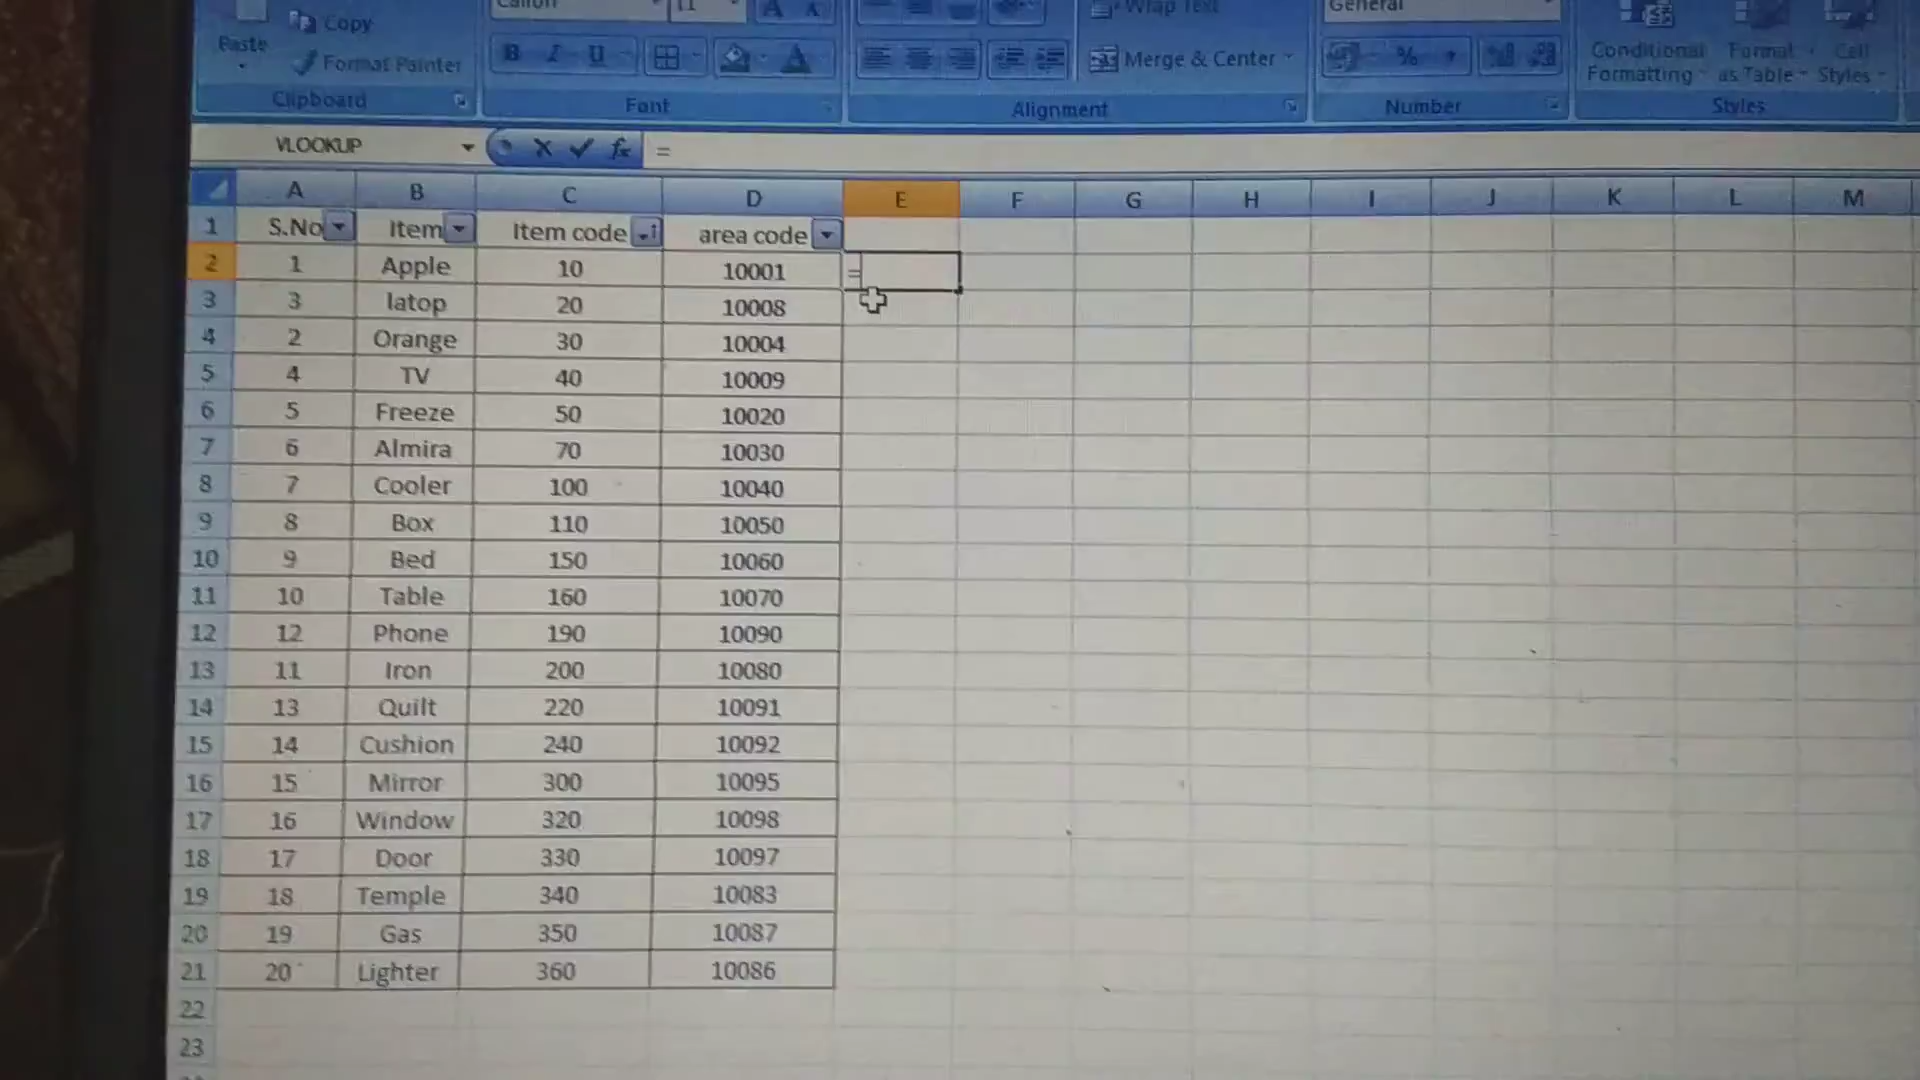 Calibri 11 A A Wrap Text General
Paste Copy
Format Painter B I U A Merge & Center % , Conditional Formatting Format as Table Cell Styles
Clipboard Font Alignment Number Styles
VLOOKUP fx =
A B C D E F G H I J K L M
1 S.No Item Item code area code
2 1 Apple 10 10001 =
3 3 latop 20 10008
4 2 Orange 30 10004
5 4 TV 40 10009
6 5 Freeze 50 10020
7 6 Almira 70 10030
8 7 Cooler 100 10040
9 8 Box 110 10050
10 9 Bed 150 10060
11 10 Table 160 10070
12 12 Phone 190 10090
13 11 Iron 200 10080
14 13 Quilt 220 10091
15 14 Cushion 240 10092
16 15 Mirror 300 10095
17 16 Window 320 10098
18 17 Door 330 10097
19 18 Temple 340 10083
20 19 Gas 350 10087
21 20 Lighter 360 10086
22
23